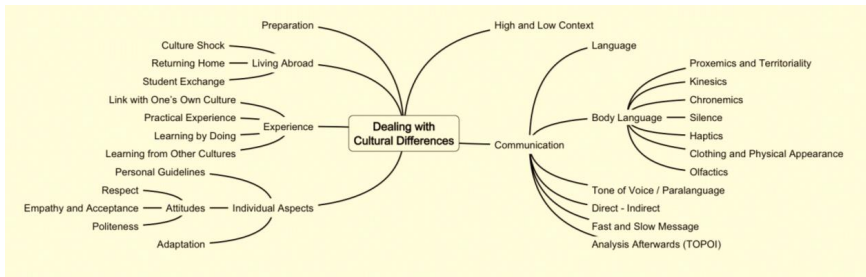 Preparation
Culture Shock
Returning Home
Living Abroad
Student Exchange
Link with One's Own Culture
Practical Experience
Experience
Learning by Doing
Learning from Other Cultures
Personal Guidelines
Respect
Empathy and Acceptance
Attitudes
Individual Aspects
Politeness
Adaptation
Dealing with
Cultural Differences
High and Low Context
Language
Communication
Proxemics and Territoriality
Kinesics
Chronemics
Body Language
Silence
Haptics
Clothing and Physical Appearance
Olfactics
Tone of Voice / Paralanguage
Direct - Indirect
Fast and Slow Message
Analysis Afterwards (TOPOI)